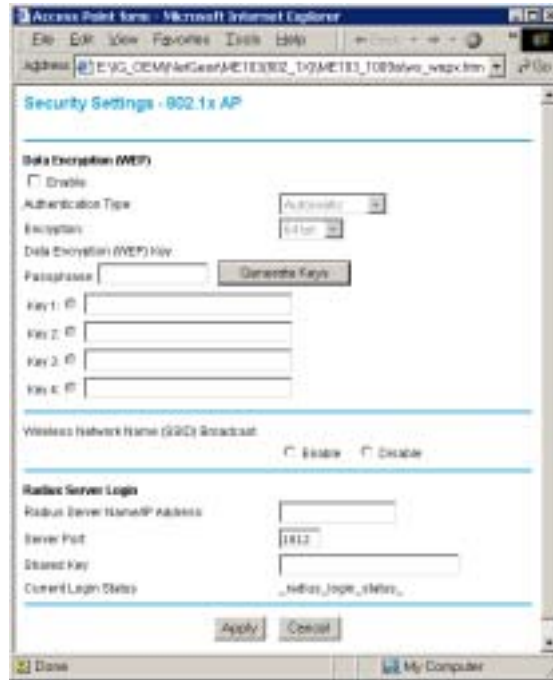 Access Point form - Microsoft Internet Explorer
File Edit View Favorites Tools Help
Address
Go
Security Settings - 802.1x AP
Data Encryption (WEP)
Enable
Authentication Type Automatic
Encryption 64 bit
Data Encryption (WEP) Key
Passphrase Generate Keys
Key 1:
Key 2:
Key 3:
Key 4:
Wireless Network Name (SSID) Broadcast
Enable Disable
Radius Server Login
Radius Server Name/IP Address
Server Port 1812
Shared Key
Current Login Status _radius_login_status_
Apply Cancel
Done My Computer